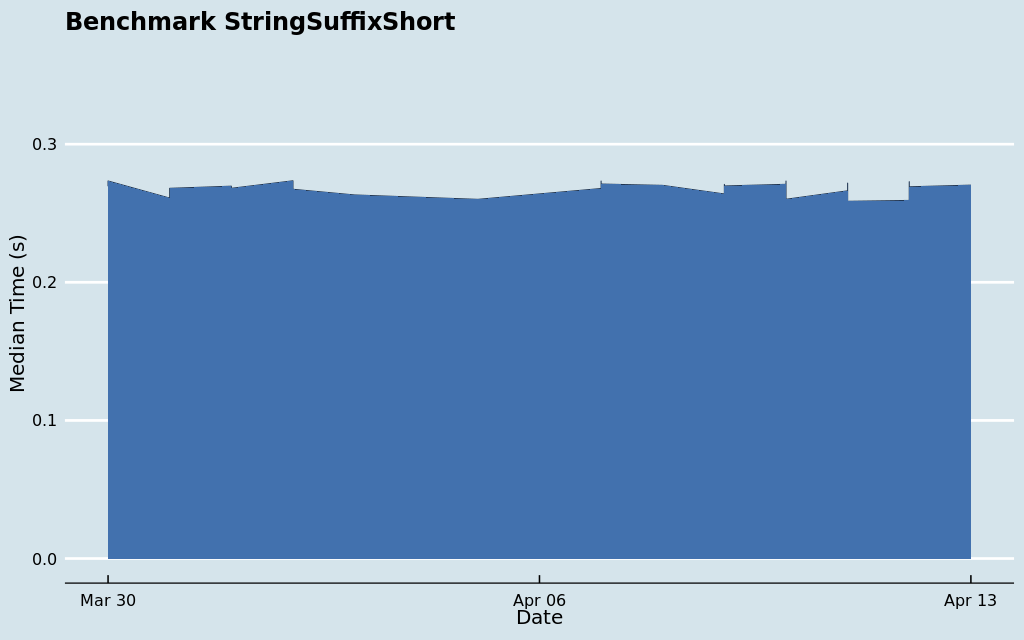 Benchmark StringSuffixShort
0.3
0.2
0.1
0.0
Median Time (s)
Mar 30
Apr 06
Apr 13
Date